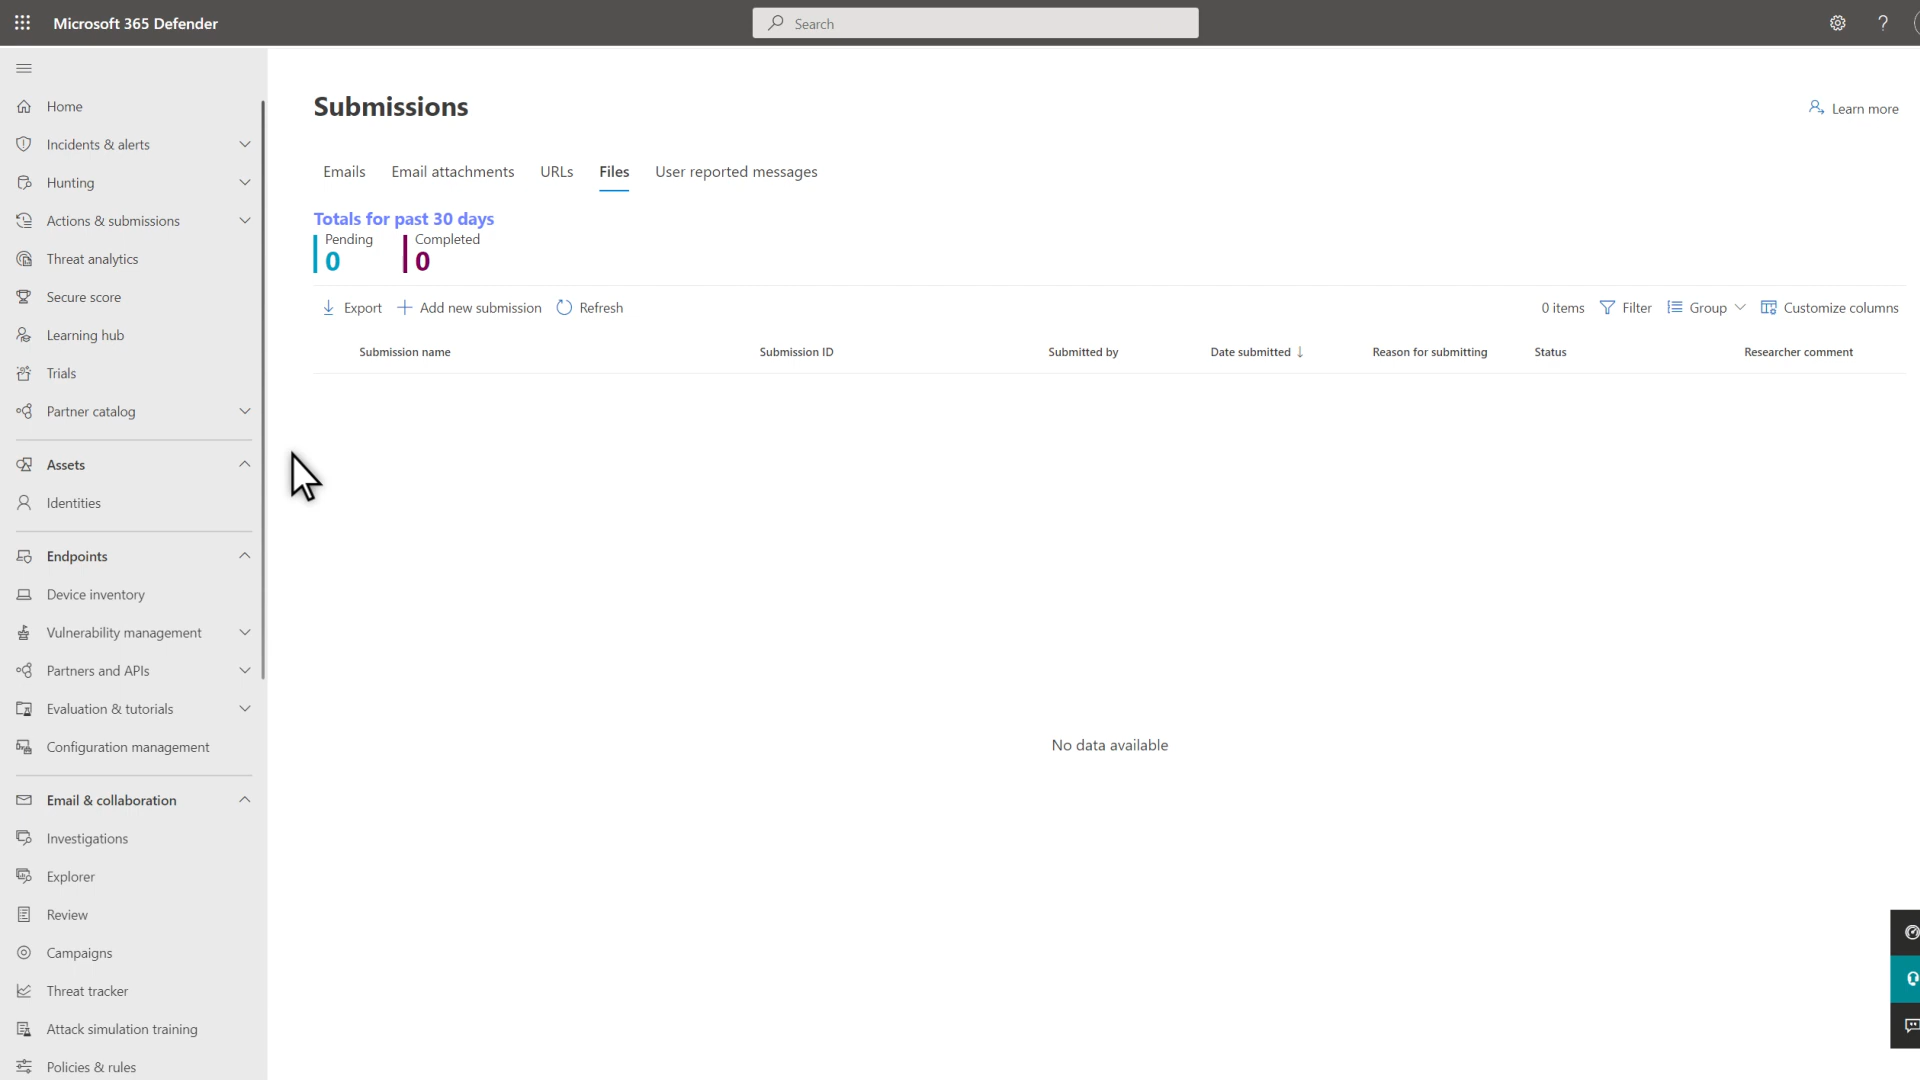 Microsoft 365 Defender
Search
Home
Incidents & alerts
Hunting
Actions & submissions
Threat analytics
Secure score
Learning hub
Trials
Partner catalog
Assets
Identities
Endpoints
Device inventory
Vulnerability management
Partners and APIs
Evaluation & tutorials
Configuration management
Email & collaboration
Investigations
Explorer
Review
Campaigns
Threat tracker
Attack simulation training
Policies & rules
Submissions
Learn more
Emails Email attachments URLs Files User reported messages
Totals for past 30 days
Pending Completed
0 0
Export Add new submission Refresh 0 items Filter Group Customize columns
Submission name Submission ID Submitted by Date submitted Reason for submitting Status Researcher comment
No data available